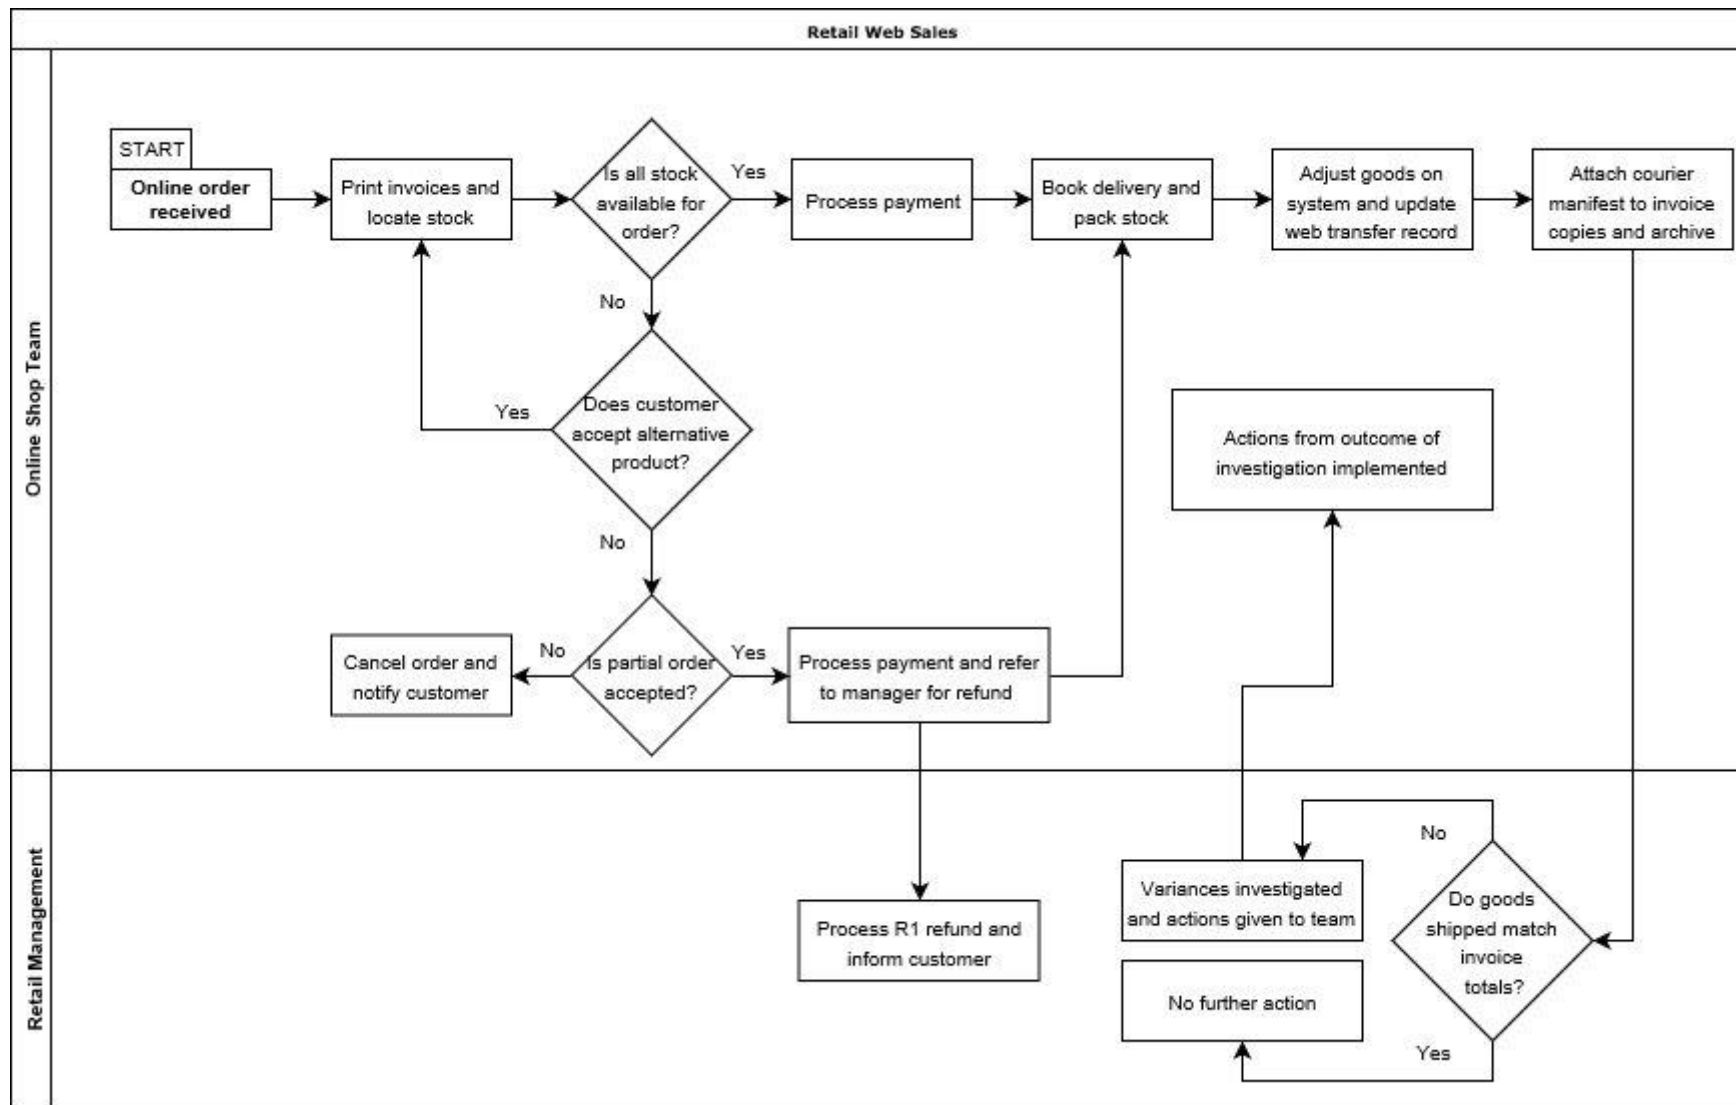 Retail Web Sales
Online Shop Team
START
Online order
received
Print invoices and
locate stock
Is all stock
available for
order?
Yes
No
Process payment
Book delivery and
pack stock
Adjust goods on
system and update
web transfer record
Attach courier
manifest to invoice
copies and archive
Does customer
accept alternative
product?
Yes
No
Actions from outcome of
investigation implemented
Is partial order
accepted?
No
Yes
Cancel order and
notify customer
Process payment and refer
to manager for refund
Retail Management
Process R1 refund and
inform customer
Variances investigated
and actions given to team
No
Do goods
shipped match
invoice
totals?
No further action
Yes